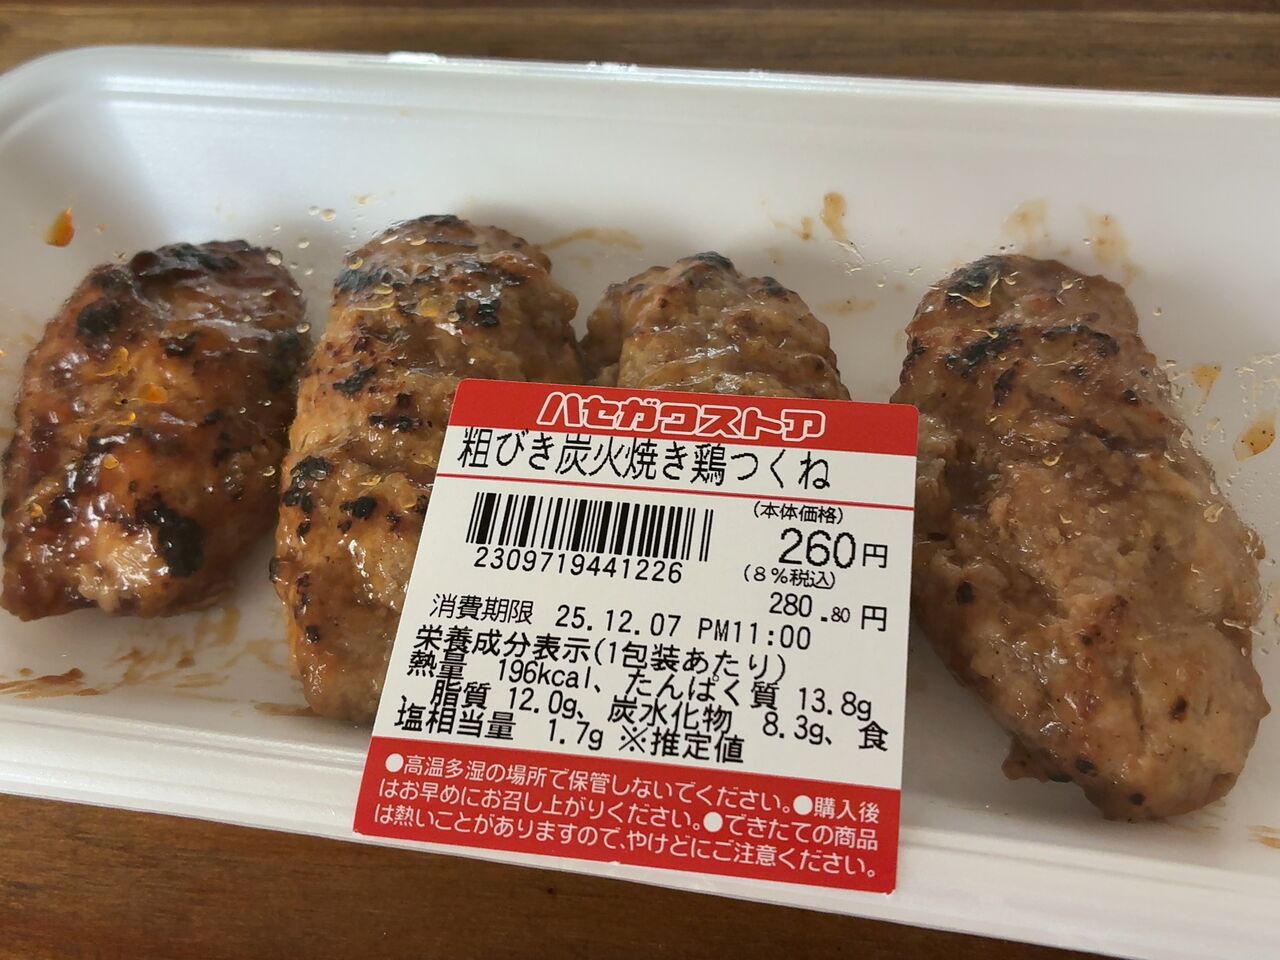 ハセガワストア
粗びき炭火焼き鶏つくね
(本体価格)
260円
2309719441226
(8%税込)
280.80円
消費期限 25.12.07 PM11:00
栄養成分表示(1包装あたり)
熱量 196kcal、たんぱく質 13.8g
脂質 12.0g、炭水化物 8.3g、食
塩相当量 1.7g ※推定値
●高温多湿の場所で保管しないでください。●購入後
はお早めにお召し上がりください。●できたての商品
は熱いことがありますので、やけどにご注意ください。